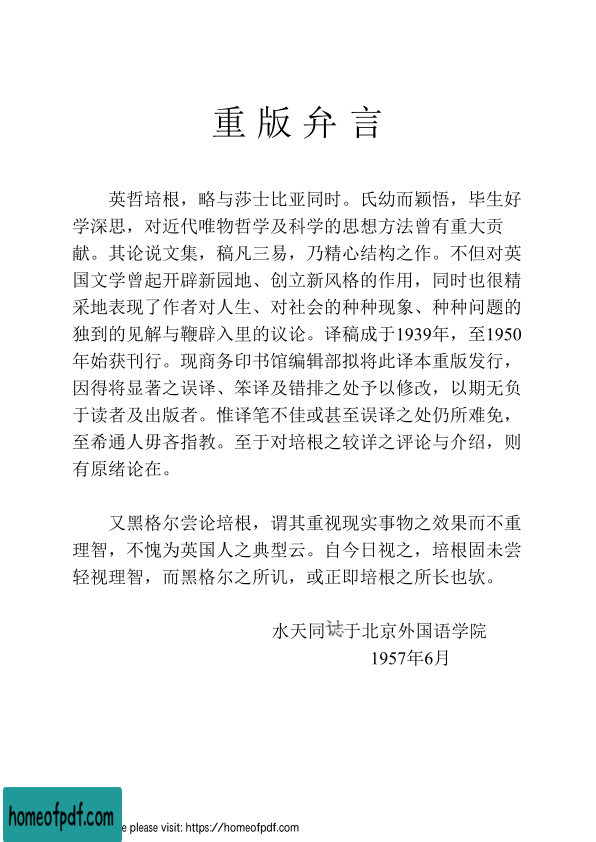 重版弁言
英哲培根，略与莎士比亚同时。氏幼而颖悟，毕生好
学深思，对近代唯物哲学及科学的思想方法曾有重大贡
献。其论说文集，稿凡三易，乃精心结构之作。不但对英
国文学曾起开辟新园地、创立新风格的作用，同时也很精
采地表现了作者对人生、对社会的种种现象、种种问题的
独到的见解与鞭辟入里的议论。译稿成于1939年，至1950
年始获刊行。现商务印书馆编辑部拟将此译本重版发行，
因得将显著之误译、笨译及错排之处予以修改，以期无负
于读者及出版者。惟译笔不佳或甚至误译之处仍所难免，
至希通人毋吝指教。至于对培根之较详之评论与介绍，则
有原绪论在。
又黑格尔尝论培根，谓其重视现实事物之效果而不重
理智，不愧为英国人之典型云。自今日视之，培根固未尝
轻视理智，而黑格尔之所讥，或正即培根之所长也欤。
水天同誌于北京外国语学院
1957年6月
homeofpdf.com
e please visit: https://homeofpdf.com